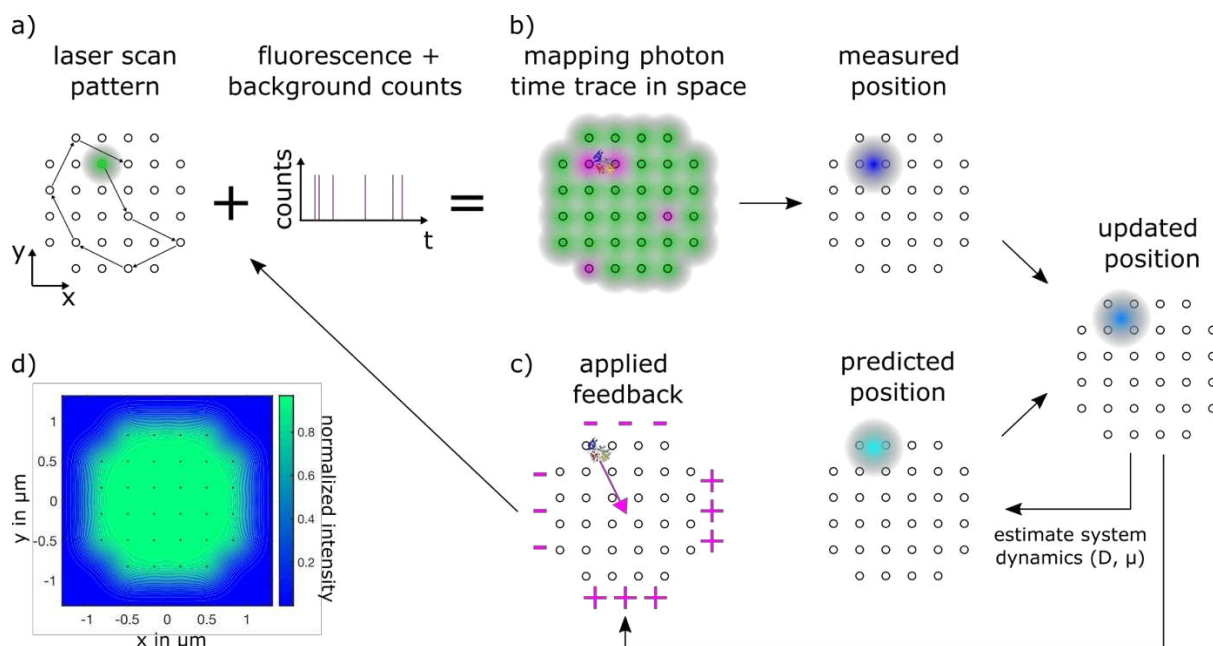 a)
laser scan
pattern
fluorescence +
background counts
+
counts
t
=
y
x
b)
mapping photon
time trace in space
measured
position
updated
position
predicted
position
estimate system
dynamics (D, μ)
c)
applied
feedback
- - -
-
-
-
+
+
+
+ + +
d)
1
0.5
0
-0.5
-1
y in μm
-1
-0.5
0
0.5
1
x in μm
0.8
0.6
0.4
0.2
normalized intensity